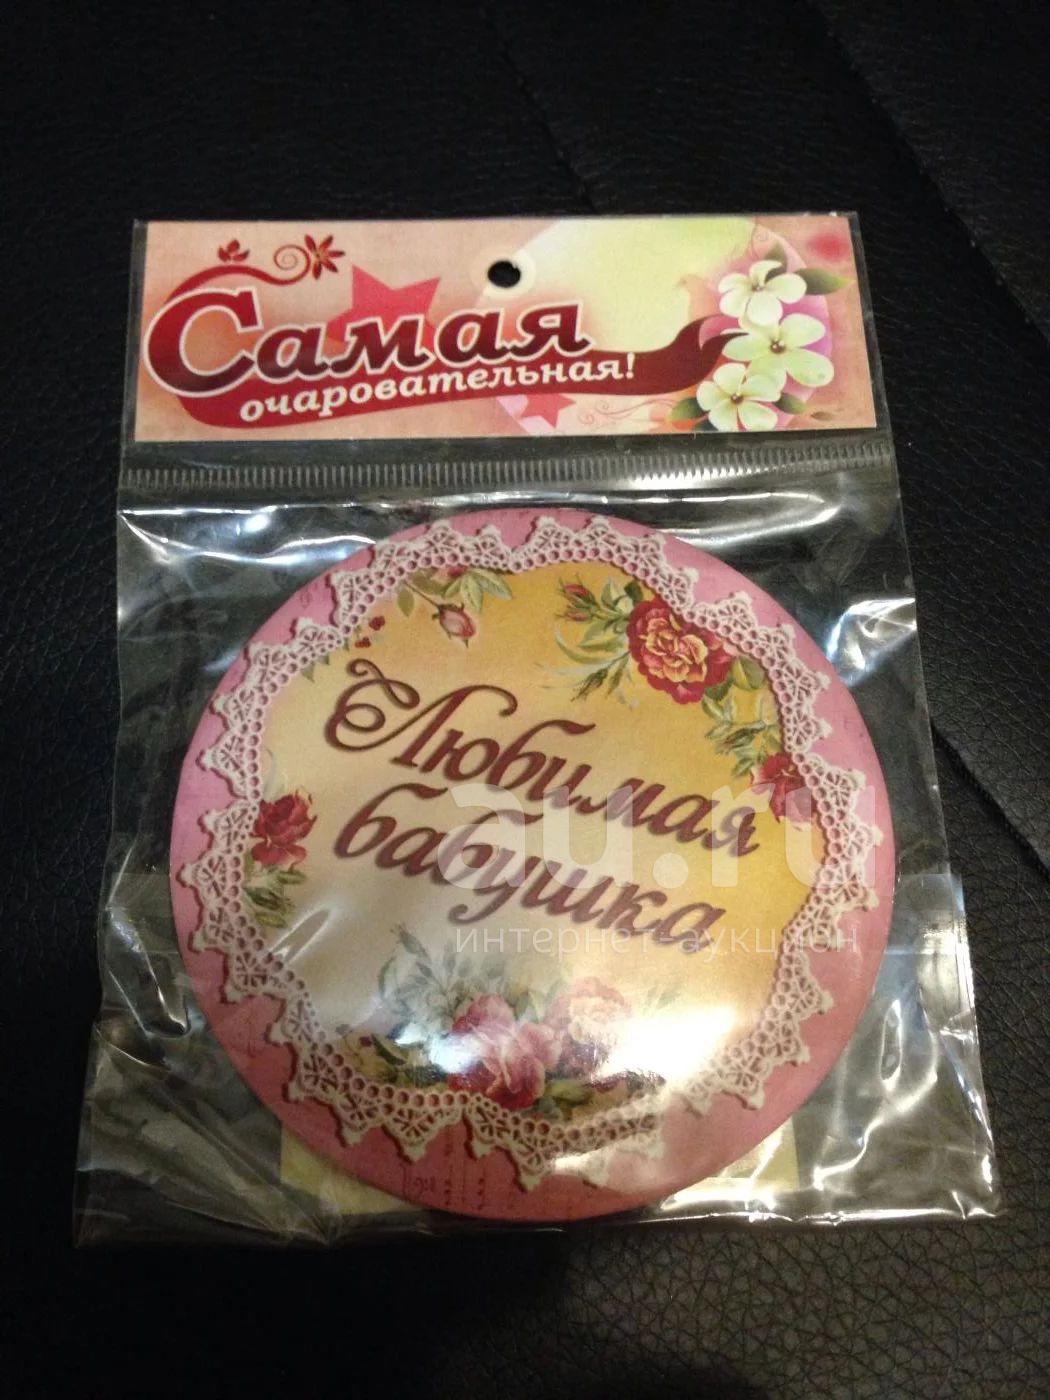 Самая
очаровательная!
Любимая
бабушка
au.ru
интернет-аукцион